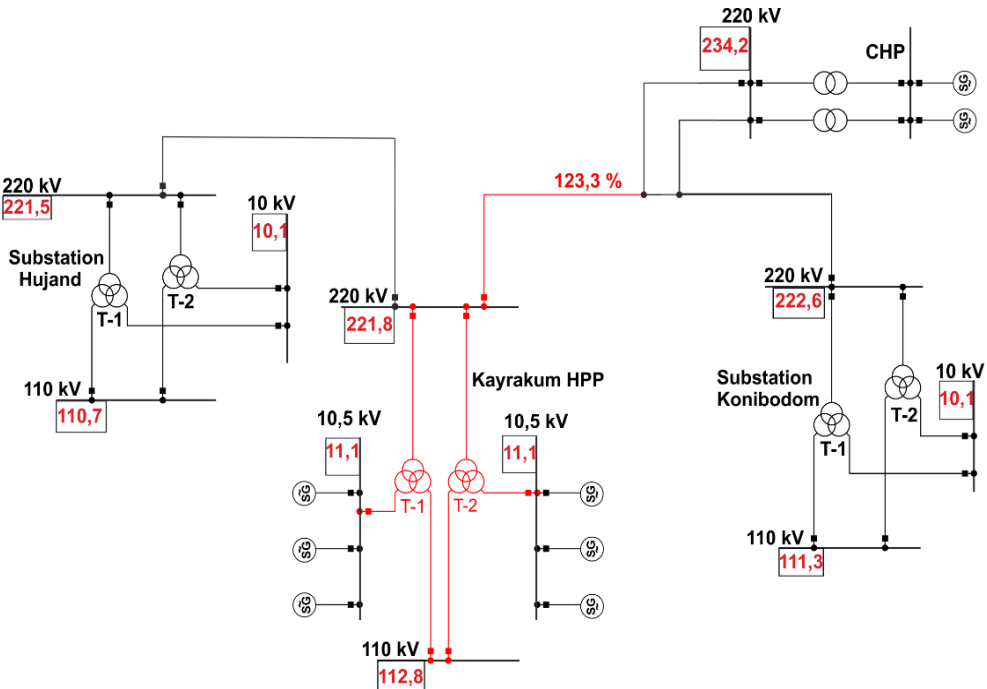 220 kV
234,2
CHP
SG
SG
123,3 %
220 kV
221,5
10 kV
10,1
Substation
Hujand
T-2
T-1
110 kV
110,7
220 kV
221,8
Kayrakum HPP
10,5 kV
11,1
10,5 kV
11,1
T-1
T-2
SG
SG
SG
SG
SG
SG
110 kV
112,8
220 kV
222,6
Substation
Konibodom
10 kV
10,1
T-2
T-1
110 kV
111,3